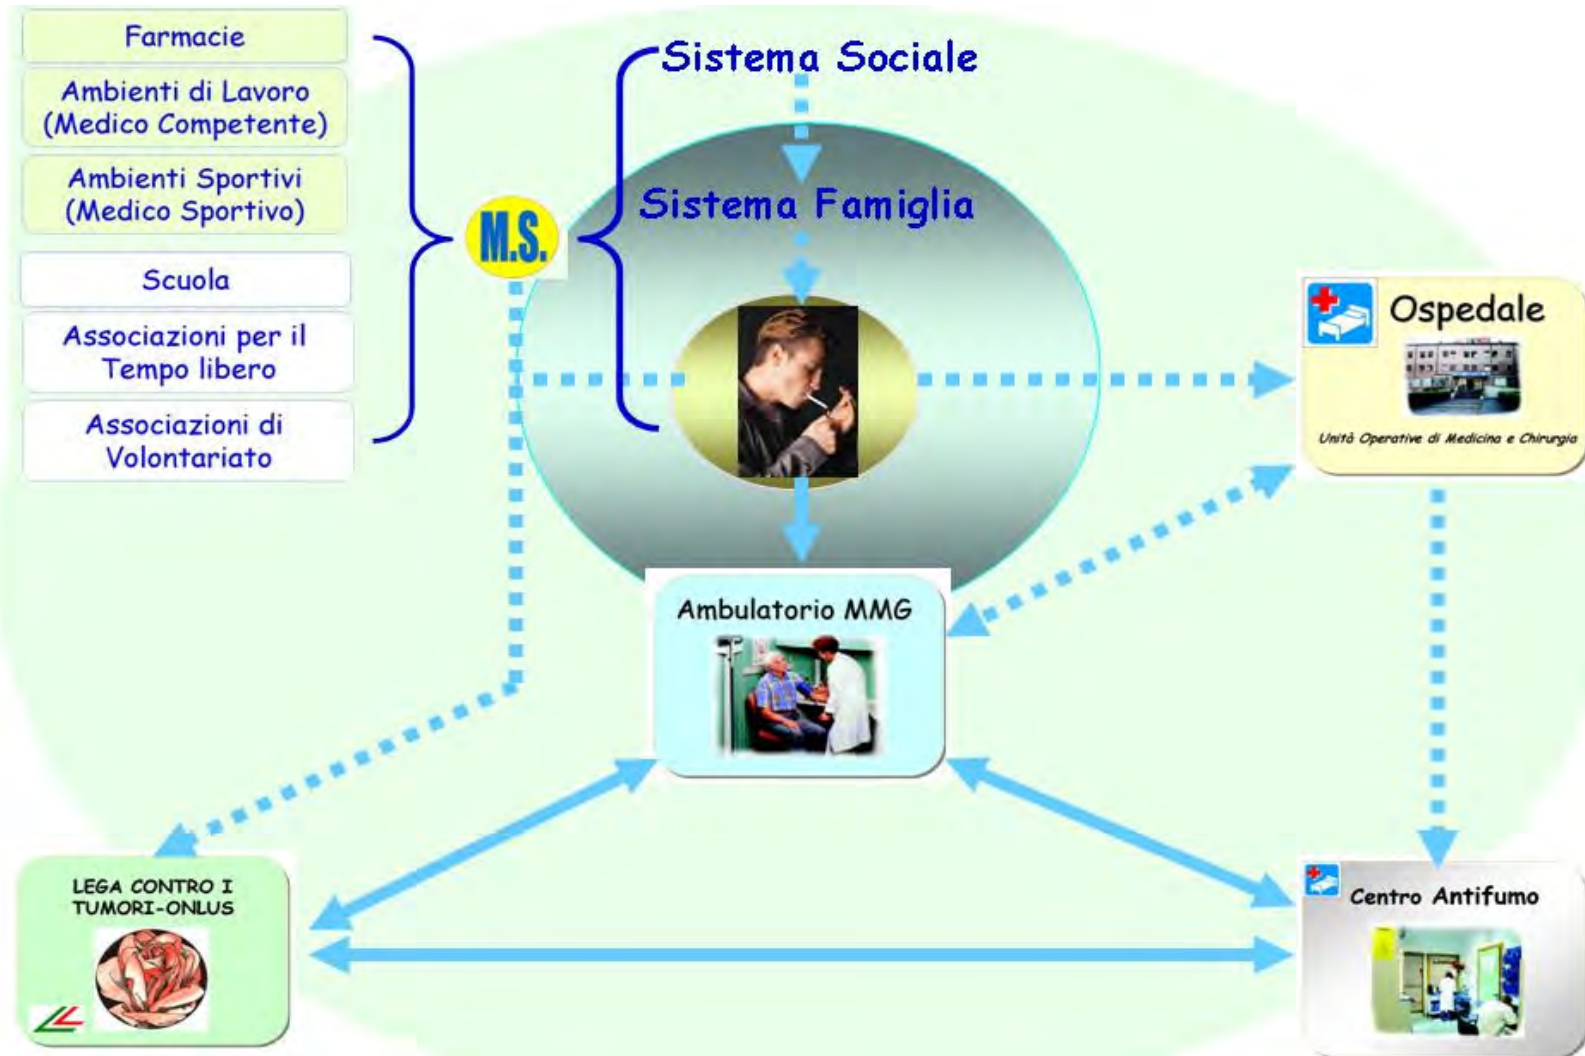 Farmacie
Ambienti di Lavoro
(Medico Competente)
Ambienti Sportivi
(Medico Sportivo)
Scuola
Associazioni per il
Tempo libero
Associazioni di
Volontariato
M.S.
Sistema Sociale
Sistema Famiglia
Ospedale
Unità Operative di Medicina e Chirurgia
Ambulatorio MMG
LEGA CONTRO I
TUMORI-ONLUS
Centro Antifumo